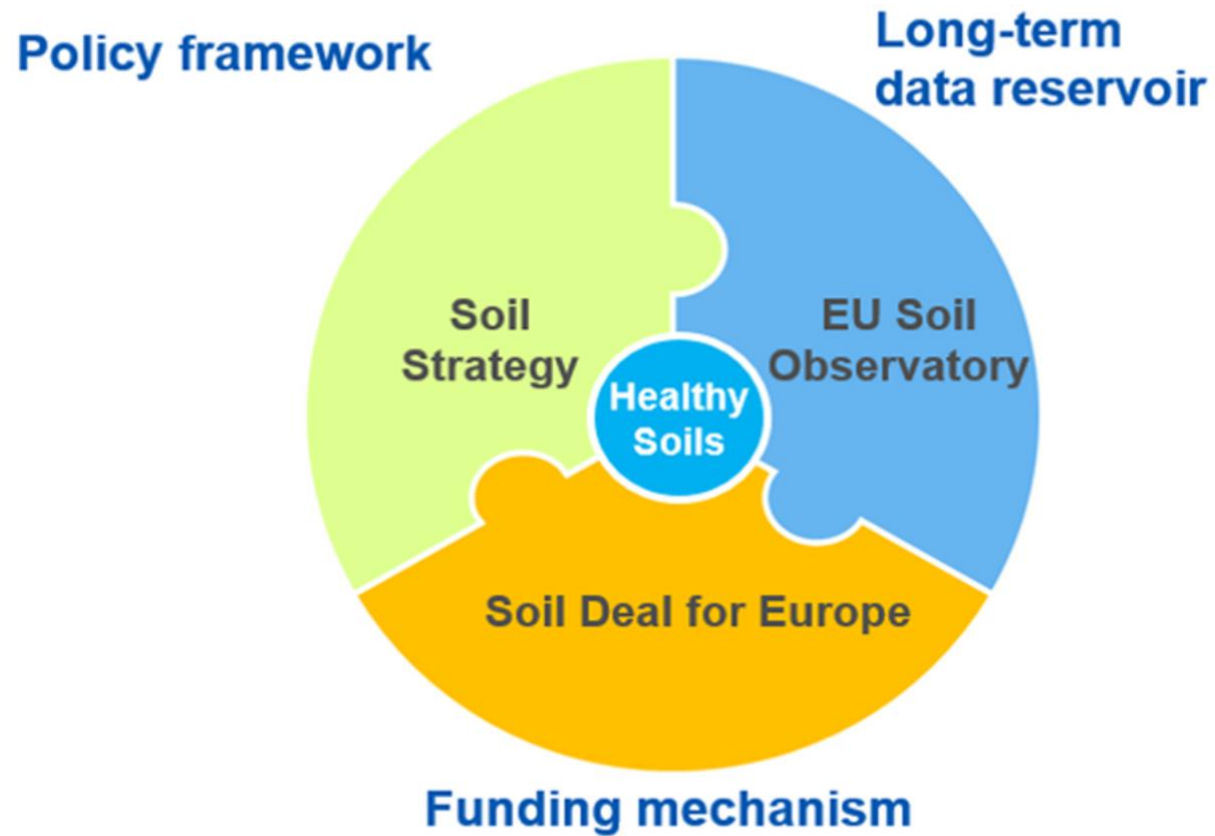 Policy framework
Long-term
data reservoir
Soil
Strategy
EU Soil
Observatory
Healthy
Soils
Soil Deal for Europe
Funding mechanism